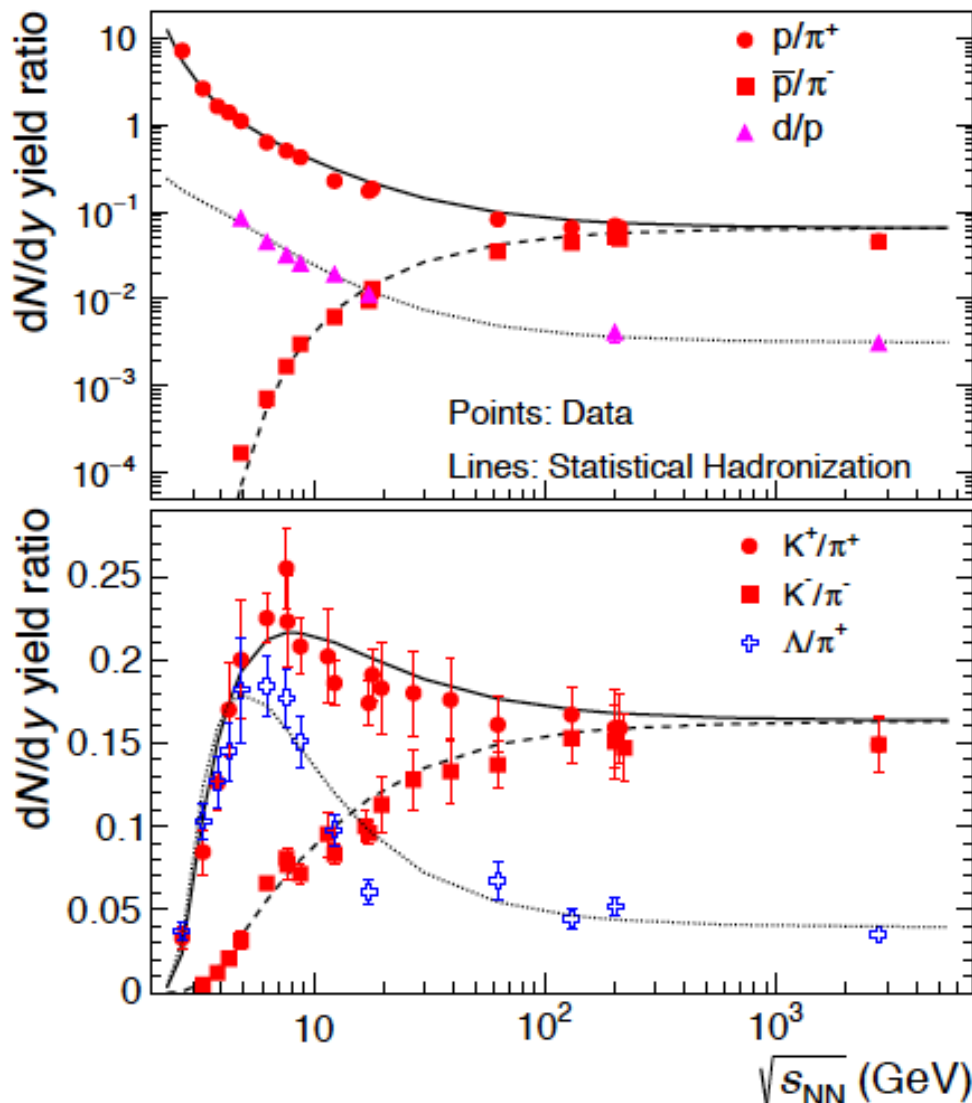 dN/dy yield ratio
10
1
10⁻¹
10⁻²
10⁻³
10⁻⁴
p/π⁺
p̅/π⁻
d/p
Points: Data
Lines: Statistical Hadronization
dN/dy yield ratio
0.25
0.2
0.15
0.1
0.05
0
K⁺/π⁺
K⁻/π⁻
Λ/π⁺
10 10² 10³
√s_NN (GeV)